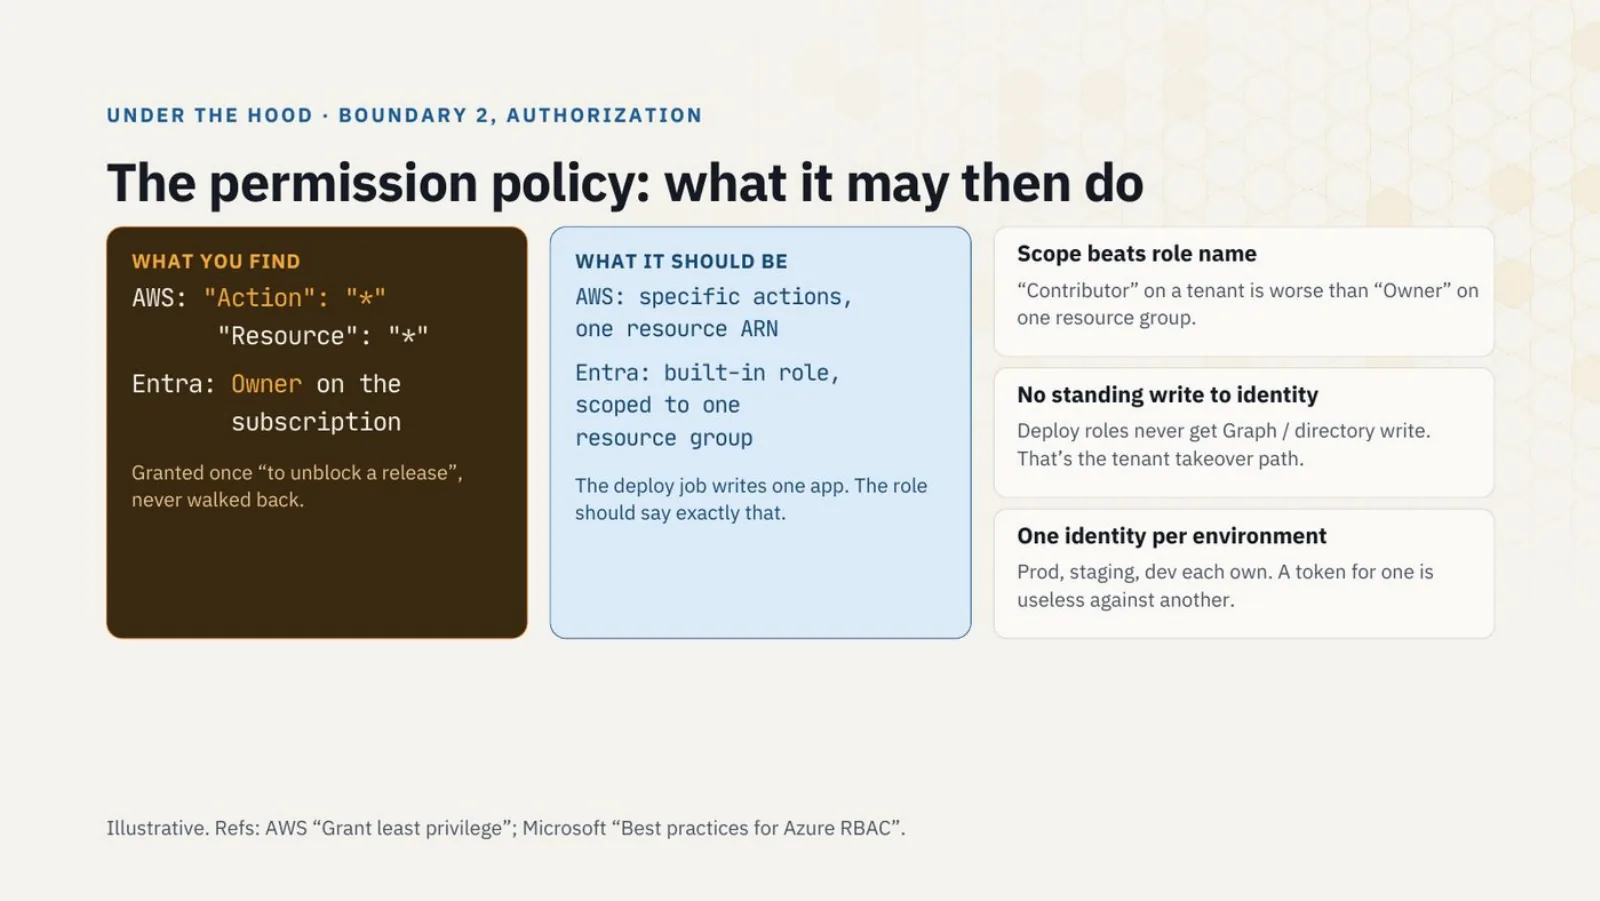 UNDER THE HOOD · BOUNDARY 2, AUTHORIZATION
The permission policy: what it may then do
WHAT YOU FIND
AWS: "Action": "*"
"Resource": "*"
Entra: Owner on the
subscription
Granted once “to unblock a release”,
never walked back.
WHAT IT SHOULD BE
AWS: specific actions,
one resource ARN
Entra: built-in role,
scoped to one
resource group
The deploy job writes one app. The role
should say exactly that.
Scope beats role name
“Contributor” on a tenant is worse than “Owner” on
one resource group.
No standing write to identity
Deploy roles never get Graph / directory write.
That’s the tenant takeover path.
One identity per environment
Prod, staging, dev each own. A token for one is
useless against another.
Illustrative. Refs: AWS “Grant least privilege”; Microsoft “Best practices for Azure RBAC”.